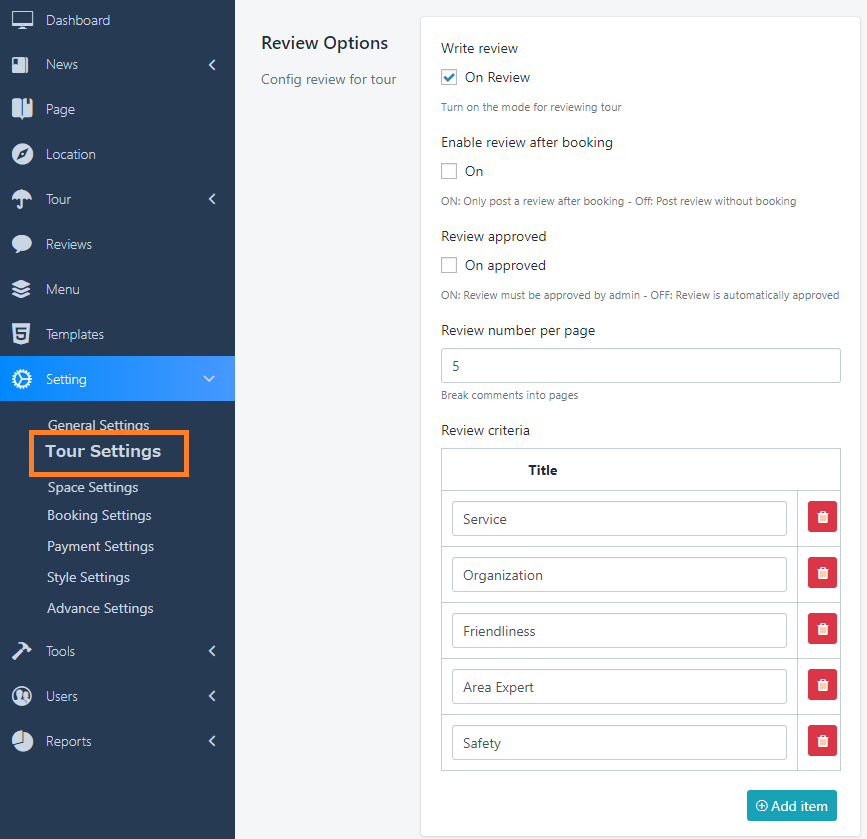 Dashboard
News
Page
Location
Tour
Reviews
Menu
Templates
Setting
General Settings
Tour Settings
Space Settings
Booking Settings
Payment Settings
Style Settings
Advance Settings
Tools
Users
Reports
Review Options
Config review for tour
Write review
On Review
Turn on the mode for reviewing tour
Enable review after booking
On
ON: Only post a review after booking - Off: Post review without booking
Review approved
On approved
ON: Review must be approved by admin - OFF: Review is automatically approved
Review number per page
5
Break comments into pages
Review criteria
Title
Service
Organization
Friendliness
Area Expert
Safety
Add item